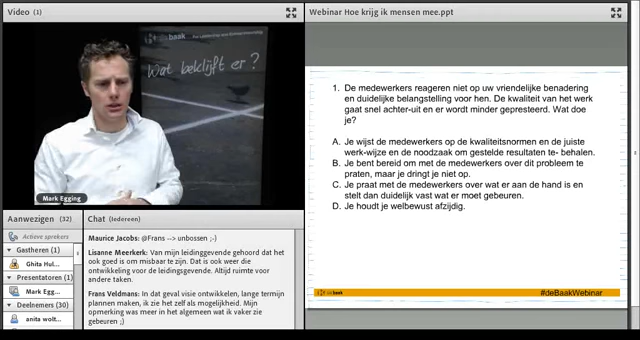 Video (1)
baak
Wat beklijft er?
Mark Egging
Aanwezigen (32)
Actieve sprekers
Gastheren (1)
Ghita Hul...
Presentatoren (1)
Mark Egg...
Deelnemers (30)
anita wolt...
Chat (Iedereen)
Maurice Jacobs: @Frans --> unbossen ;-)
Lisanne Meerkerk: Van mijn leidinggevende gehoord dat het
ook goed is om misbaar te zijn. Dat is ook weer die
ontwikkeling voor de leidingsgevende. Altijd ruimte voor
andere taken.
Frans Veldmans: In dat geval visie ontwikkelen, lange termijn
plannen maken, ik zie het zelf als mogelijkheid. Mijn
opmerking was meer in het algemeen wat ik vaker zie
gebeuren ;)
Webinar Hoe krijg ik mensen mee.ppt
1. De medewerkers reageren niet op uw vriendelijke benadering
en duidelijke belangstelling voor hen. De kwaliteit van het werk
gaat snel achter-uit en er wordt minder gepresteerd. Wat doe
je?
A. Je wijst de medewerkers op de kwaliteitsnormen en de juiste
werk-wijze en de noodzaak om gestelde resultaten te- behalen.
B. Je bent bereid om met de medewerkers over dit probleem te
praten, maar je dringt je niet op.
C. Je praat met de medewerkers over wat er aan de hand is en
stelt dan duidelijk vast wat er moet gebeuren.
D. Je houdt je welbewust afzijdig.
baak
#deBaakWebinar